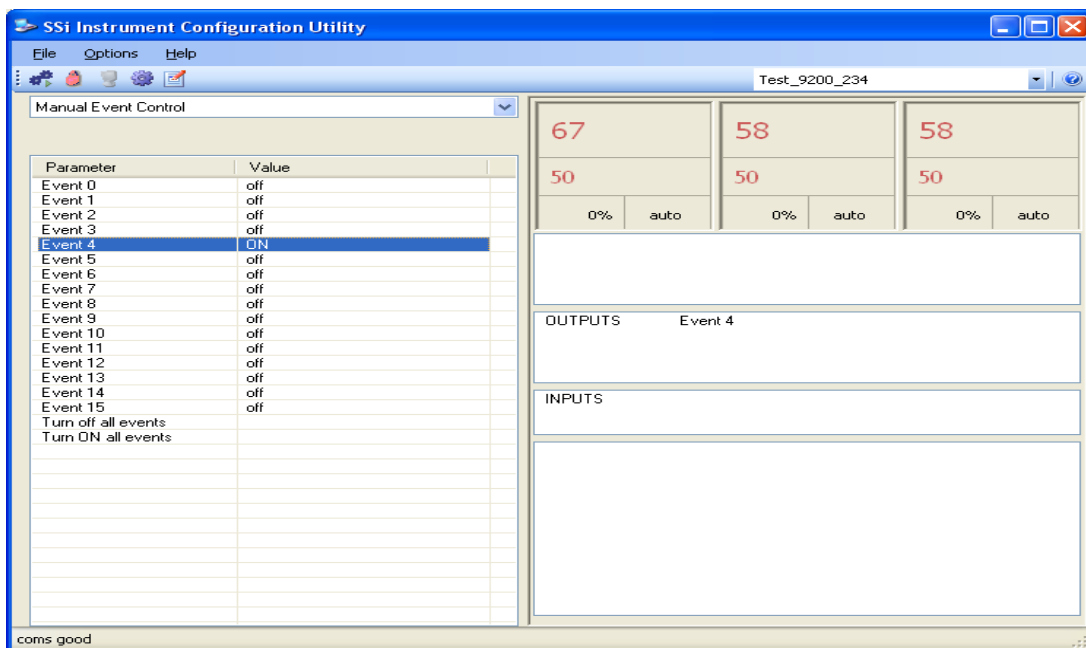 SSi Instrument Configuration Utility
File Options Help
Test_9200_234
Manual Event Control
Parameter Value
Event 0 off
Event 1 off
Event 2 off
Event 3 off
Event 4 ON
Event 5 off
Event 6 off
Event 7 off
Event 8 off
Event 9 off
Event 10 off
Event 11 off
Event 12 off
Event 13 off
Event 14 off
Event 15 off
Turn off all events
Turn ON all events
67 58 58
50 50 50
0% auto 0% auto 0% auto
OUTPUTS Event 4
INPUTS
coms good